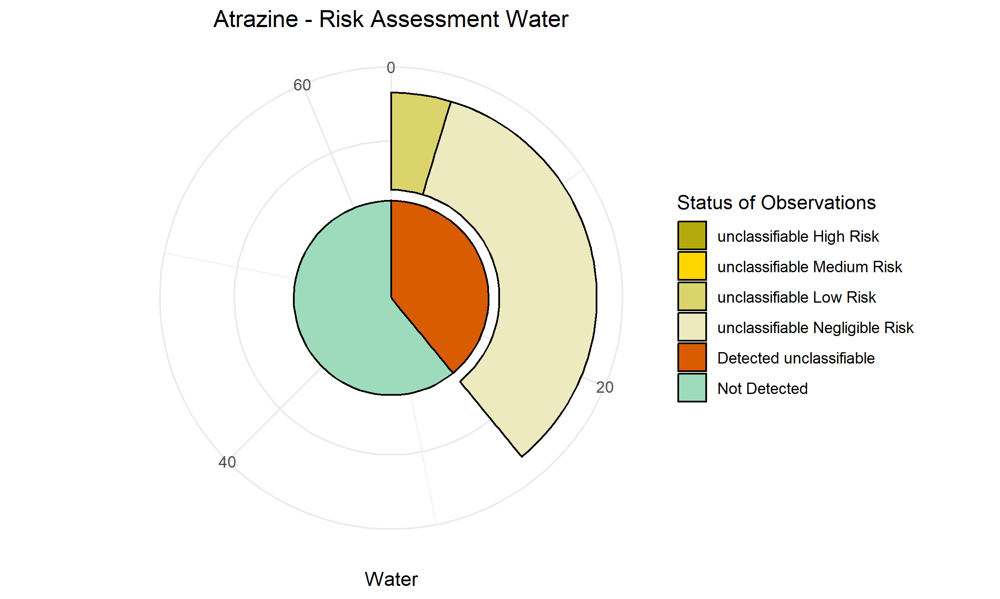 Atrazine - Risk Assessment Water
0
60
20
40
Status of Observations
unclassifiable High Risk
unclassifiable Medium Risk
unclassifiable Low Risk
unclassifiable Negligible Risk
Detected unclassifiable
Not Detected
Water